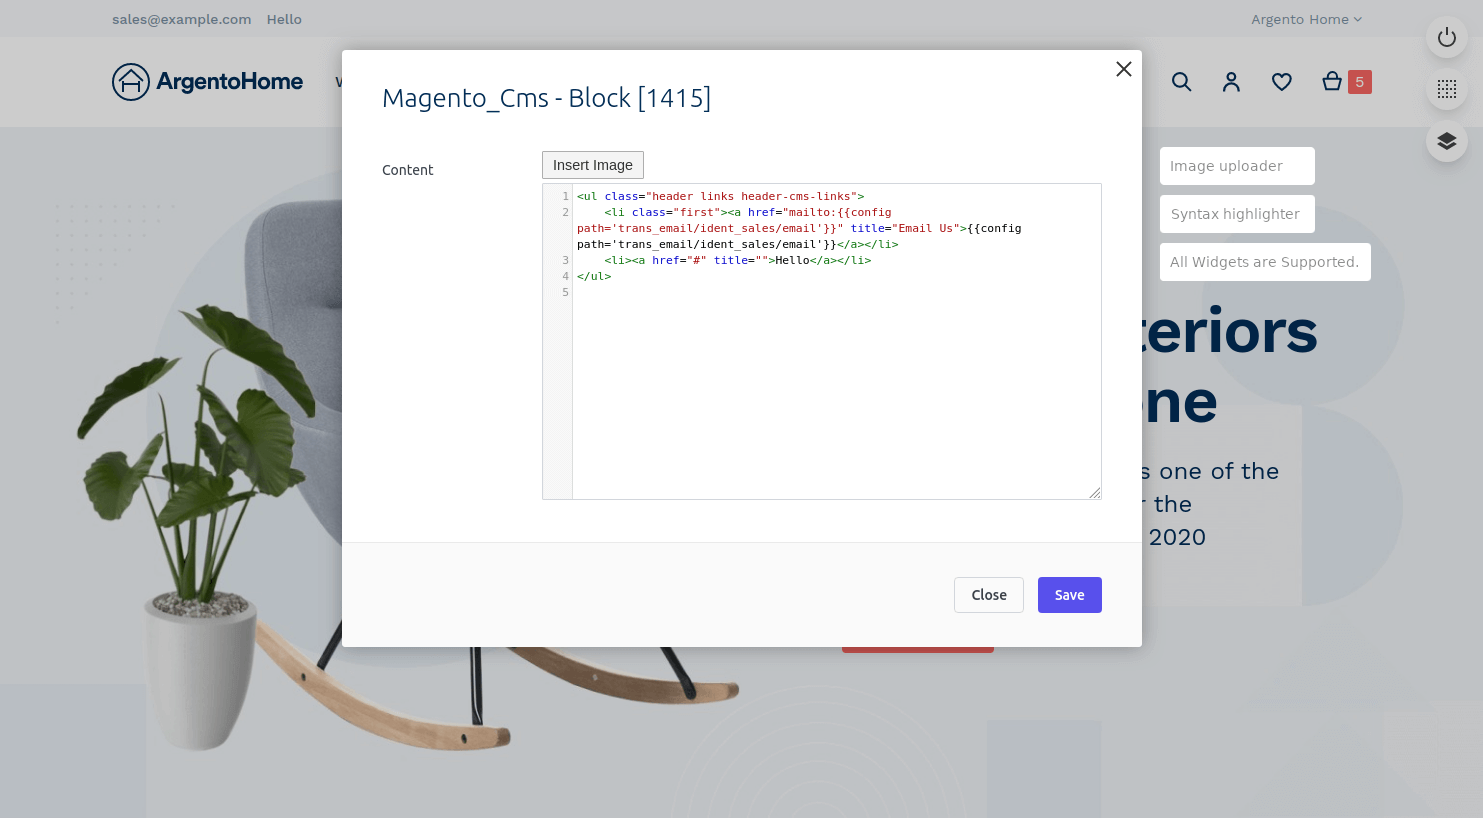 sales@example.com Hello
Argento Home
ArgentoHome
5
Magento_Cms - Block [1415]
Content
Insert Image
1 <ul class="header links header-cms-links">
2     <li class="first"><a href="mailto:{{config
path='trans_email/ident_sales/email'}}" title="Email Us">{{config
path='trans_email/ident_sales/email'}}</a></li>
3     <li><a href="#" title="">Hello</a></li>
4 </ul>
5
Image uploader
Syntax highlighter
All Widgets are Supported.
teriors
one
s one of the
r the
2020
Close
Save